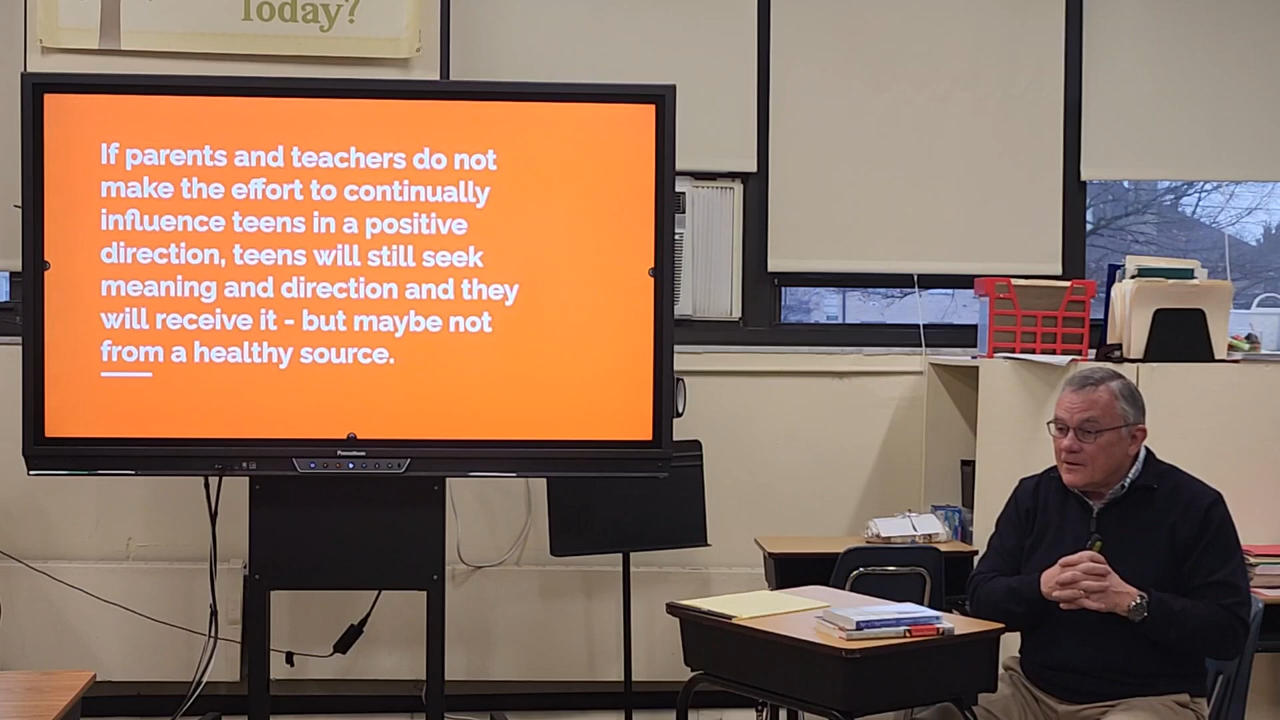 Today?
If parents and teachers do not
make the effort to continually
influence teens in a positive
direction, teens will still seek
meaning and direction and they
will receive it - but maybe not
from a healthy source.
Promethean